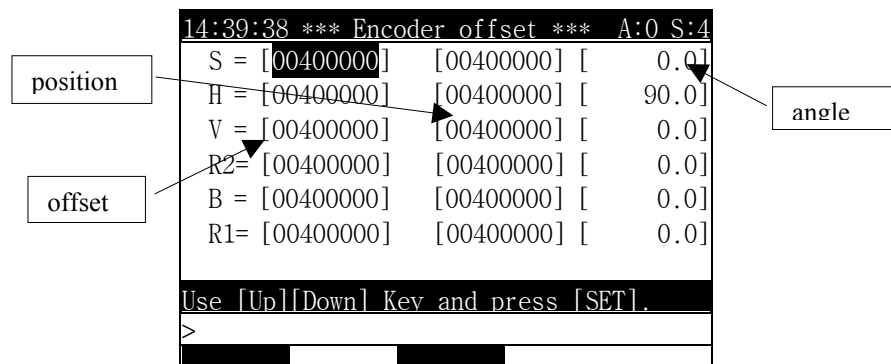 14:39:38 *** Encoder offset *** A:0 S:4
S = [00400000] [00400000] [ 0.0]
position
H = [00400000] [00400000] [ 90.0]
angle
V = [00400000] [00400000] [ 0.0]
R2= [00400000] [00400000] [ 0.0]
offset
B = [00400000] [00400000] [ 0.0]
R1= [00400000] [00400000] [ 0.0]
Use [Up][Down] Key and press [SET].
>